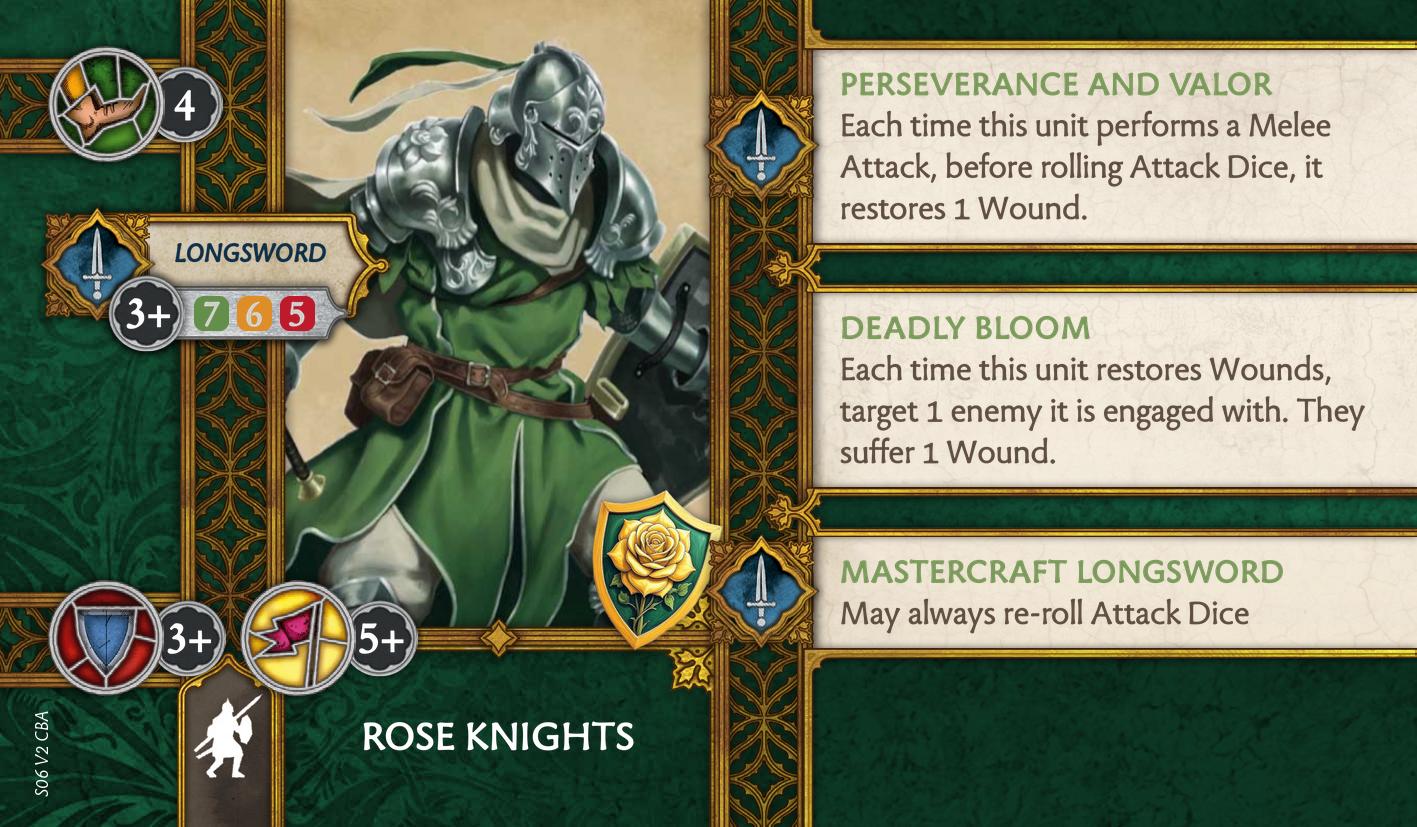 4
LONGSWORD
3+ 7 6 5
3+
5+
ROSE KNIGHTS
S06 V2 CBA
PERSEVERANCE AND VALOR
Each time this unit performs a Melee
Attack, before rolling Attack Dice, it
restores 1 Wound.
DEADLY BLOOM
Each time this unit restores Wounds,
target 1 enemy it is engaged with. They
suffer 1 Wound.
MASTERCRAFT LONGSWORD
May always re-roll Attack Dice